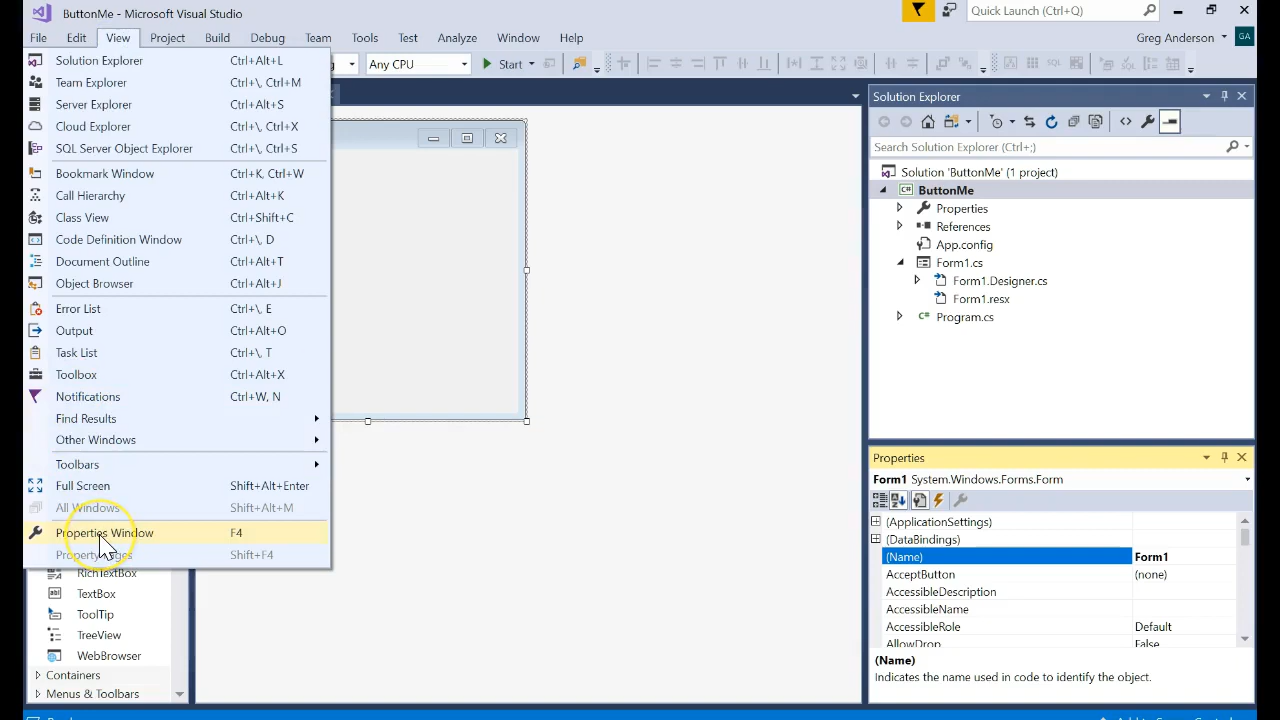 ButtonMe - Microsoft Visual Studio
Quick Launch (Ctrl+Q)
File Edit View Project Build Debug Team Tools Test Analyze Window Help
Greg Anderson GA
Any CPU Start
Solution Explorer Ctrl+Alt+L
Team Explorer Ctrl+\, Ctrl+M
Server Explorer Ctrl+Alt+S
Cloud Explorer Ctrl+\, Ctrl+X
SQL Server Object Explorer Ctrl+\, Ctrl+S
Bookmark Window Ctrl+K, Ctrl+W
Call Hierarchy Ctrl+Alt+K
Class View Ctrl+Shift+C
Code Definition Window Ctrl+\, D
Document Outline Ctrl+Alt+T
Object Browser Ctrl+Alt+J
Error List Ctrl+\, E
Output Ctrl+Alt+O
Task List Ctrl+\, T
Toolbox Ctrl+Alt+X
Notifications Ctrl+W, N
Find Results
Other Windows
Toolbars
Full Screen Shift+Alt+Enter
All Windows Shift+Alt+M
Properties Window F4
Property Pages Shift+F4
RichTextBox
TextBox
ToolTip
TreeView
WebBrowser
Containers
Menus & Toolbars
Solution Explorer
Search Solution Explorer (Ctrl+;)
Solution 'ButtonMe' (1 project)
ButtonMe
Properties
References
App.config
Form1.cs
Form1.Designer.cs
Form1.resx
Program.cs
Properties
Form1 System.Windows.Forms.Form
(ApplicationSettings)
(DataBindings)
(Name) Form1
AcceptButton (none)
AccessibleDescription
AccessibleName
AccessibleRole Default
AllowDrop False
(Name)
Indicates the name used in code to identify the object.